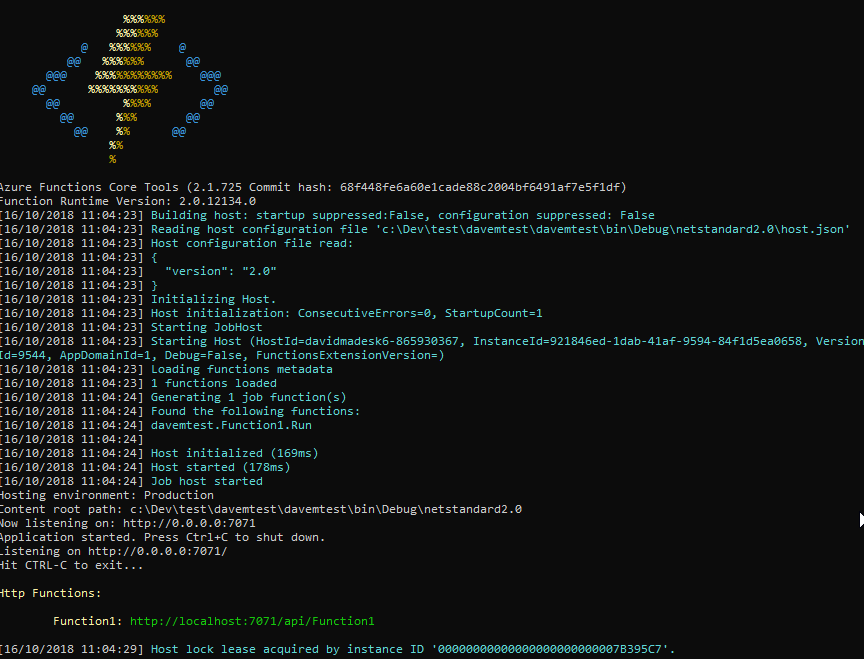 %%%%%%
%%%%%%
@ %%%%%% @
@@ %%%%%% @@
@@@ %%%%%%%%%%% @@@
@@ %%%%%%%%%% @@
@@ %%%% @@
@@ %%% @@
@@ %% @@
%%
%
Azure Functions Core Tools (2.1.725 Commit hash: 68f448fe6a60e1cade88c2004bf6491af7e5f1df)
Function Runtime Version: 2.0.12134.0
[16/10/2018 11:04:23] Building host: startup suppressed:False, configuration suppressed: False
[16/10/2018 11:04:23] Reading host configuration file 'c:\Dev\test\davemtest\davemtest\bin\Debug\netstandard2.0\host.json'
[16/10/2018 11:04:23] Host configuration file read:
[16/10/2018 11:04:23] {
[16/10/2018 11:04:23]   "version": "2.0"
[16/10/2018 11:04:23] }
[16/10/2018 11:04:23] Initializing Host.
[16/10/2018 11:04:23] Host initialization: ConsecutiveErrors=0, StartupCount=1
[16/10/2018 11:04:23] Starting JobHost
[16/10/2018 11:04:23] Starting Host (HostId=davidmadesk6-865930367, InstanceId=921846ed-1dab-41af-9594-84f1d5ea0658, Version
Id=9544, AppDomainId=1, Debug=False, FunctionsExtensionVersion=)
[16/10/2018 11:04:23] Loading functions metadata
[16/10/2018 11:04:23] 1 functions loaded
[16/10/2018 11:04:24] Generating 1 job function(s)
[16/10/2018 11:04:24] Found the following functions:
[16/10/2018 11:04:24] davemtest.Function1.Run
[16/10/2018 11:04:24]
[16/10/2018 11:04:24] Host initialized (169ms)
[16/10/2018 11:04:24] Host started (178ms)
[16/10/2018 11:04:24] Job host started
Hosting environment: Production
Content root path: c:\Dev\test\davemtest\davemtest\bin\Debug\netstandard2.0
Now listening on: http://0.0.0.0:7071
Application started. Press Ctrl+C to shut down.
Listening on http://0.0.0.0:7071/
Hit CTRL-C to exit...
Http Functions:
Function1: http://localhost:7071/api/Function1
[16/10/2018 11:04:29] Host lock lease acquired by instance ID '0000000000000000000000007B395C7'.